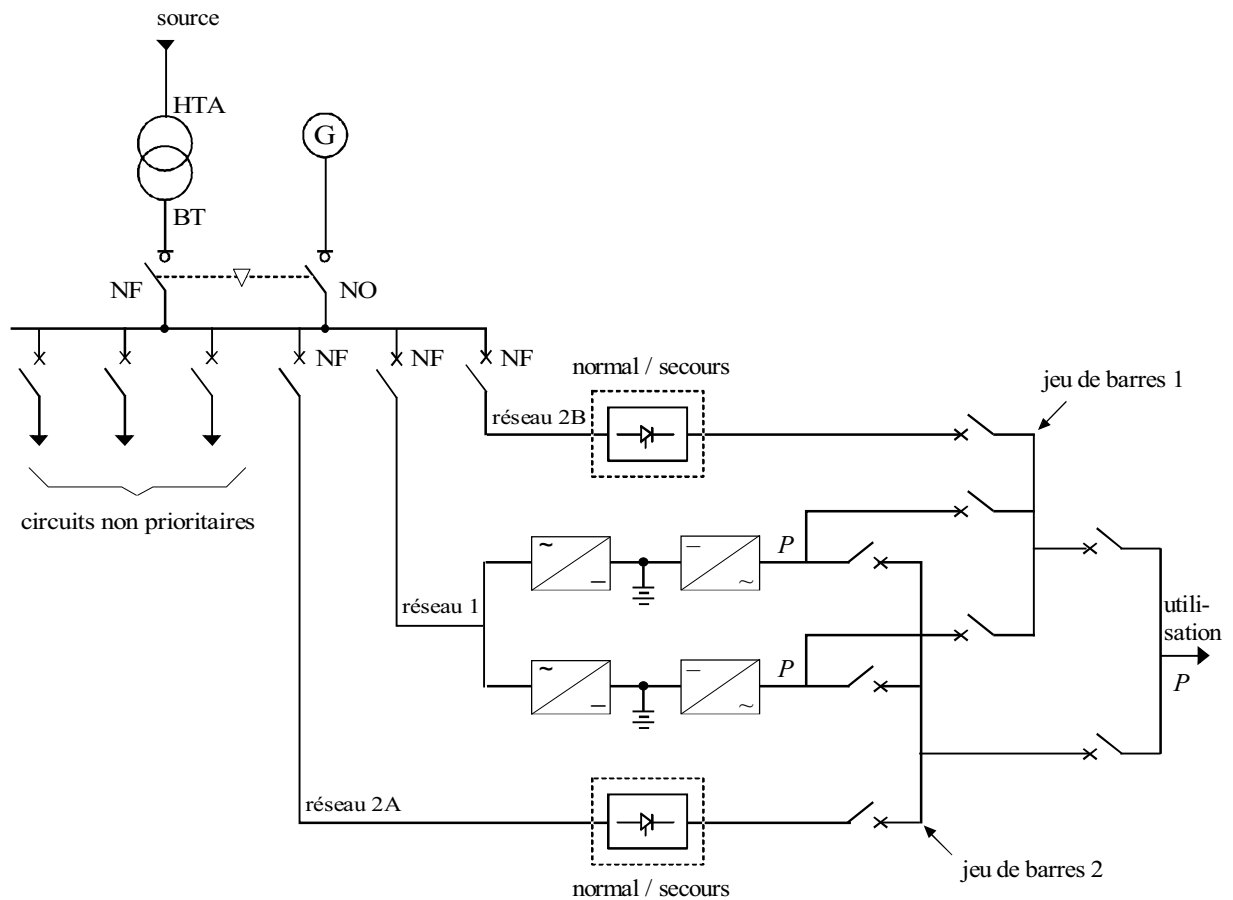 source
HTA
G
BT
NF
NO
NF
NF
NF
normal / secours
jeu de barres 1
réseau 2B
circuits non prioritaires
~
–
–
~
P
réseau 1
utili-
sation
P
~
–
–
~
P
réseau 2A
normal / secours
jeu de barres 2